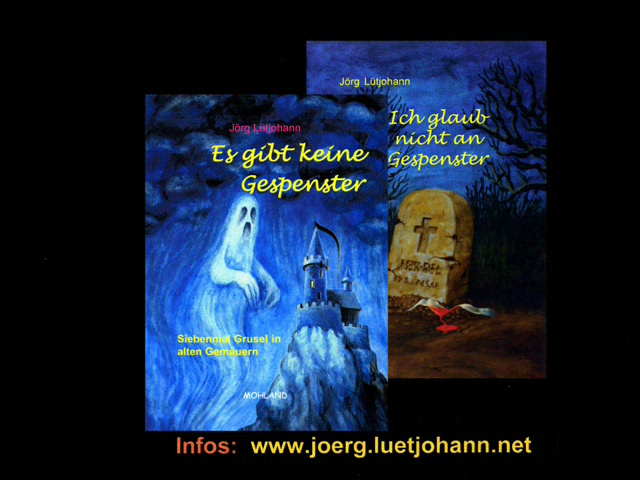 Jörg Lütjohann
Ich glaub
nicht an
Gespenster
Jörg Lütjohann
Es gibt keine
Gespenster
Siebenmal Grusel in
alten Gemäuern
MOHLAND
Infos: www.joerg.luetjohann.net